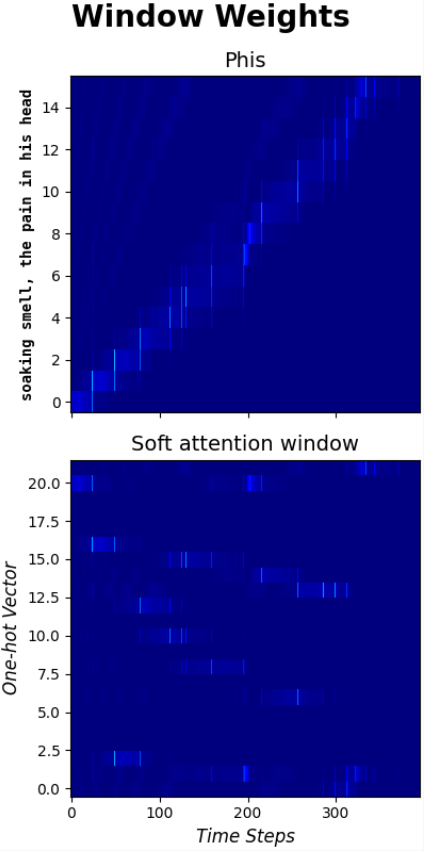 Window Weights
Phis
14
12
10
8
6
4
2
0
soaking smell, the pain in his head
Soft attention window
20.0
17.5
15.0
12.5
10.0
7.5
5.0
2.5
0.0
One-hot Vector
0 100 200 300
Time Steps